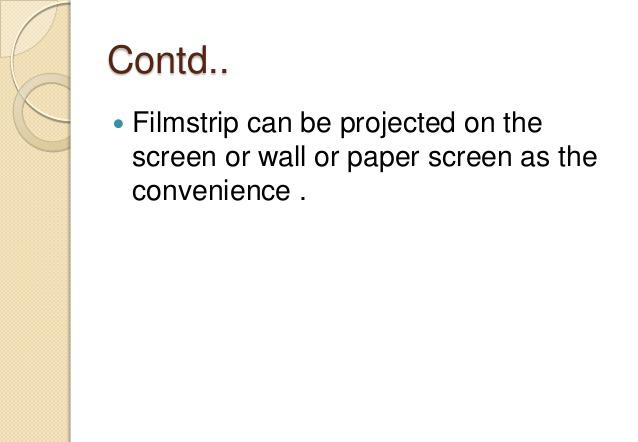 Contd..
• Filmstrip can be projected on the
screen or wall or paper screen as the
convenience .